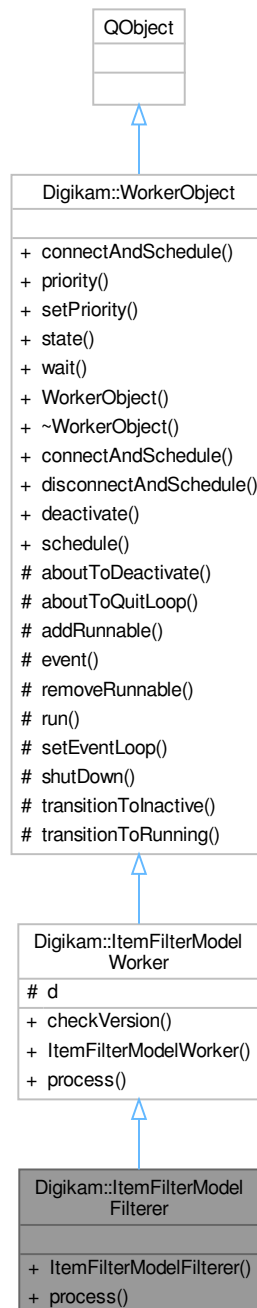 QObject
Digikam::WorkerObject
+ connectAndSchedule()
+ priority()
+ setPriority()
+ state()
+ wait()
+ WorkerObject()
+ ~WorkerObject()
+ connectAndSchedule()
+ disconnectAndSchedule()
+ deactivate()
+ schedule()
# aboutToDeactivate()
# aboutToQuitLoop()
# addRunnable()
# event()
# removeRunnable()
# run()
# setEventLoop()
# shutDown()
# transitionToInactive()
# transitionToRunning()
Digikam::ItemFilterModel
Worker
# d
+ checkVersion()
+ ItemFilterModelWorker()
+ process()
Digikam::ItemFilterModel
Filterer
+ ItemFilterModelFilterer()
+ process()